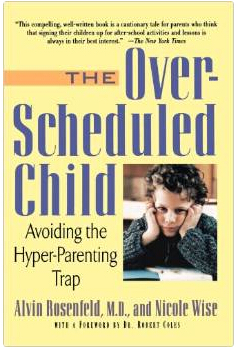 "This compelling, well-written book is a cautionary tale for parents who think
that signing their children up for after-school activities and lessons is
always in their best interest." —The New York Times
THE Over-
Scheduled
Child
Avoiding the
Hyper-Parenting
Trap
Alvin Rosenfeld, M.D., and Nicole Wise
WITH A FOREWORD BY DR. ROBERT COLES